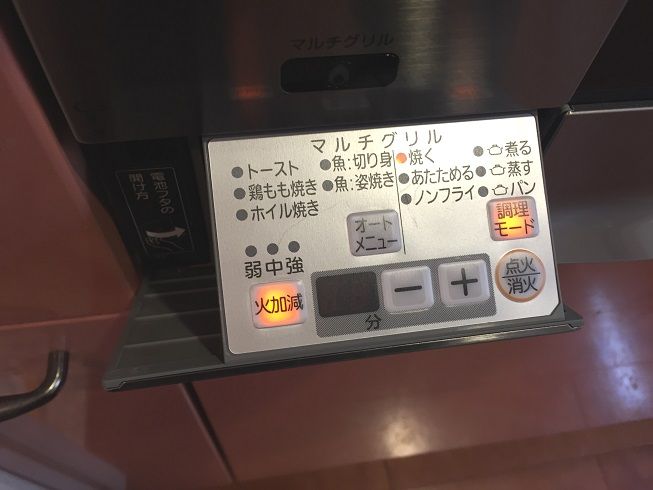 マルチグリル
マルチグリル
トースト
鶏もも焼き
ホイル焼き
魚:切り身
魚:姿焼き
焼く
あたためる
ノンフライ
煮る
蒸す
パン
オート
メニュー
調理
モード
弱 中 強
火加減
分
－
＋
点火
消火
電池フタの
開け方